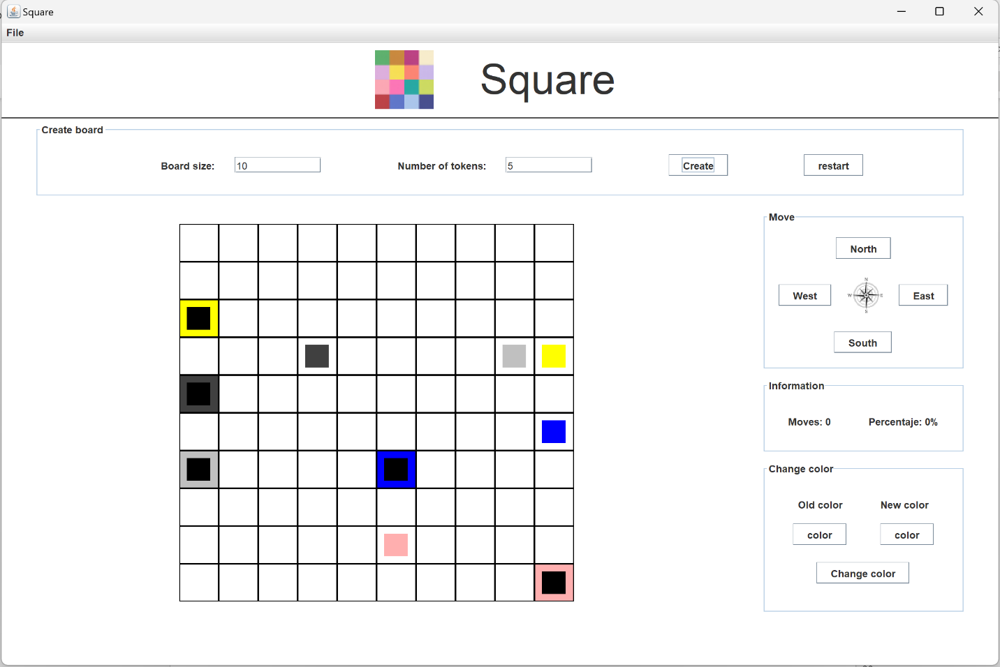 Square
File
Square
Create board
Board size: 10 Number of tokens: 5 Create restart
Move
North
N
West W E East
S
South
Information
Moves: 0 Percentaje: 0%
Change color
Old color New color
color color
Change color